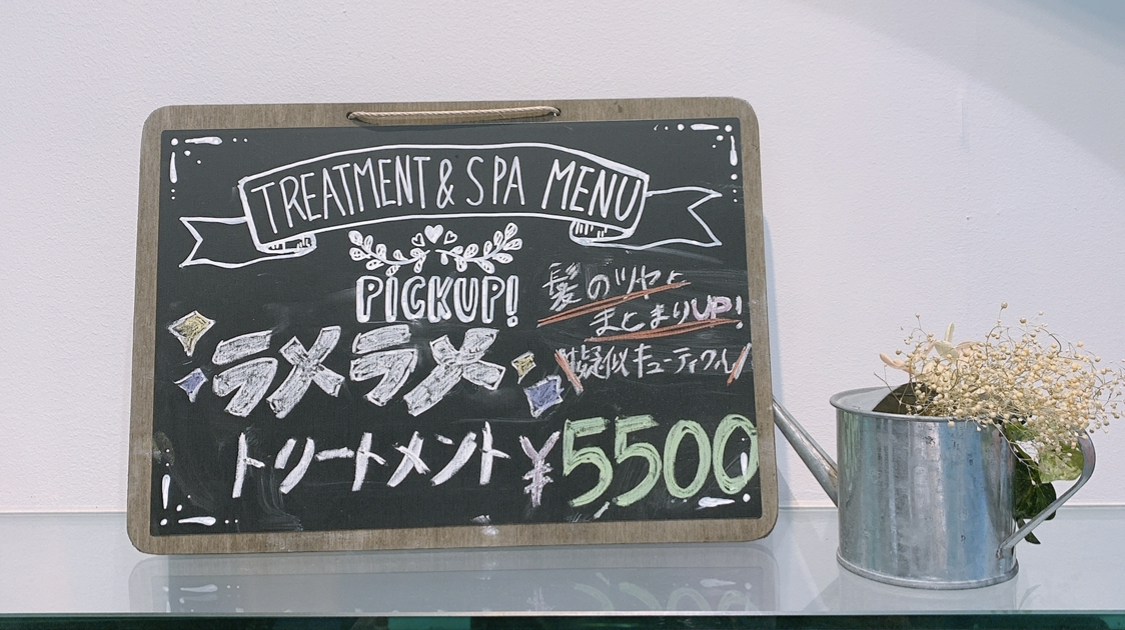 TREATMENT & SPA MENU
PICKUP!
髪のツヤと
まとまりUP!
擬似キューティクル
ラメラメ
トリートメント ¥5500